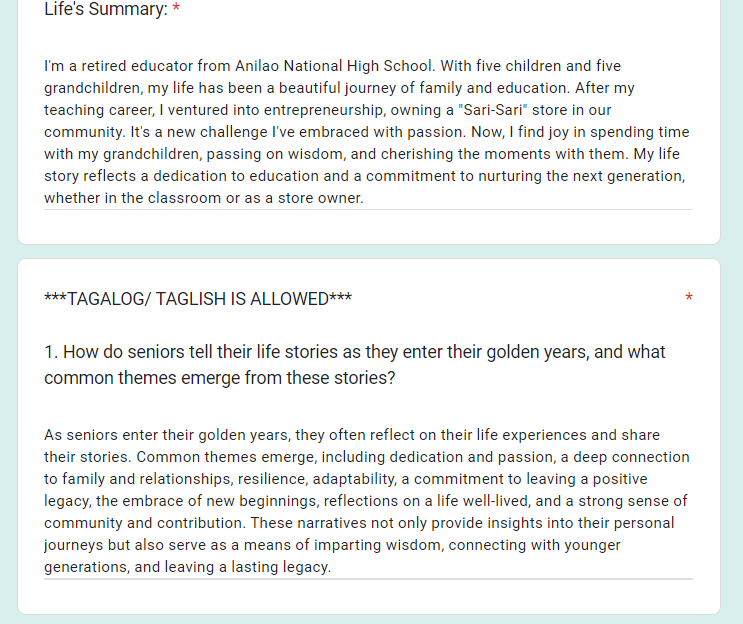 Life's Summary: *
I'm a retired educator from Anilao National High School. With five children and five
grandchildren, my life has been a beautiful journey of family and education. After my
teaching career, I ventured into entrepreneurship, owning a "Sari-Sari" store in our
community. It's a new challenge I've embraced with passion. Now, I find joy in spending time
with my grandchildren, passing on wisdom, and cherishing the moments with them. My life
story reflects a dedication to education and a commitment to nurturing the next generation,
whether in the classroom or as a store owner.
***TAGALOG/ TAGLISH IS ALLOWED*** *
1. How do seniors tell their life stories as they enter their golden years, and what
common themes emerge from these stories?
As seniors enter their golden years, they often reflect on their life experiences and share
their stories. Common themes emerge, including dedication and passion, a deep connection
to family and relationships, resilience, adaptability, a commitment to leaving a positive
legacy, the embrace of new beginnings, reflections on a life well-lived, and a strong sense of
community and contribution. These narratives not only provide insights into their personal
journeys but also serve as a means of imparting wisdom, connecting with younger
generations, and leaving a lasting legacy.